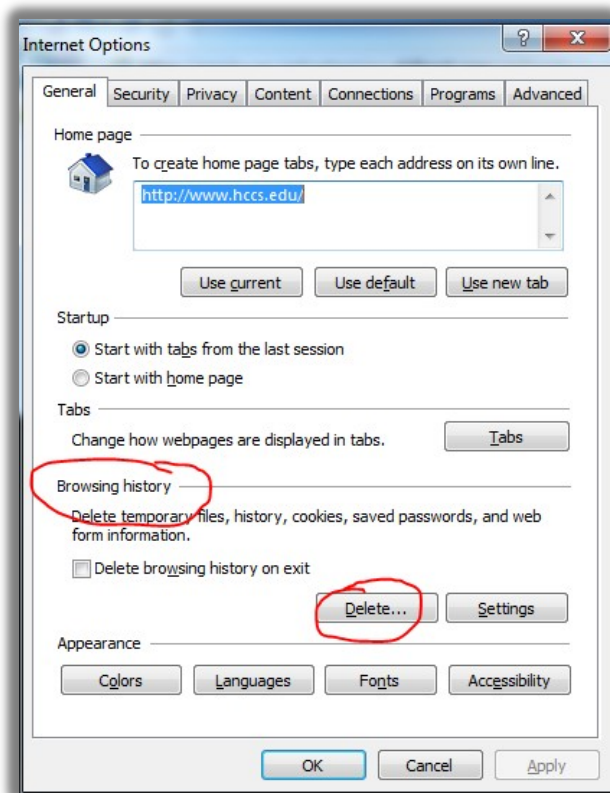 Internet Options
?
X
General Security Privacy Content Connections Programs Advanced
Home page
To create home page tabs, type each address on its own line.
http://www.hccs.edu/
Use current Use default Use new tab
Startup
Start with tabs from the last session
Start with home page
Tabs
Change how webpages are displayed in tabs. Tabs
Browsing history
Delete temporary files, history, cookies, saved passwords, and web
form information.
Delete browsing history on exit
Delete... Settings
Appearance
Colors Languages Fonts Accessibility
OK Cancel Apply